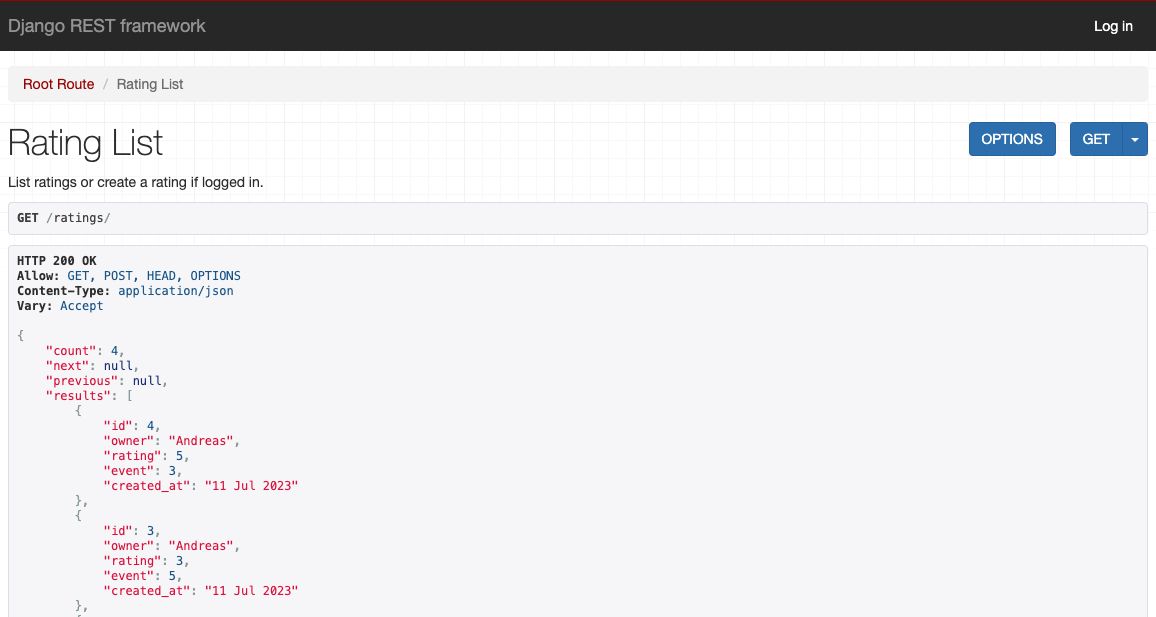 Django REST framework
Log in
Root Route / Rating List
Rating List
OPTIONS
GET
List ratings or create a rating if logged in.
GET /ratings/
HTTP 200 OK
Allow: GET, POST, HEAD, OPTIONS
Content-Type: application/json
Vary: Accept
{
    "count": 4,
    "next": null,
    "previous": null,
    "results": [
        {
            "id": 4,
            "owner": "Andreas",
            "rating": 5,
            "event": 3,
            "created_at": "11 Jul 2023"
        },
        {
            "id": 3,
            "owner": "Andreas",
            "rating": 3,
            "event": 5,
            "created_at": "11 Jul 2023"
        },